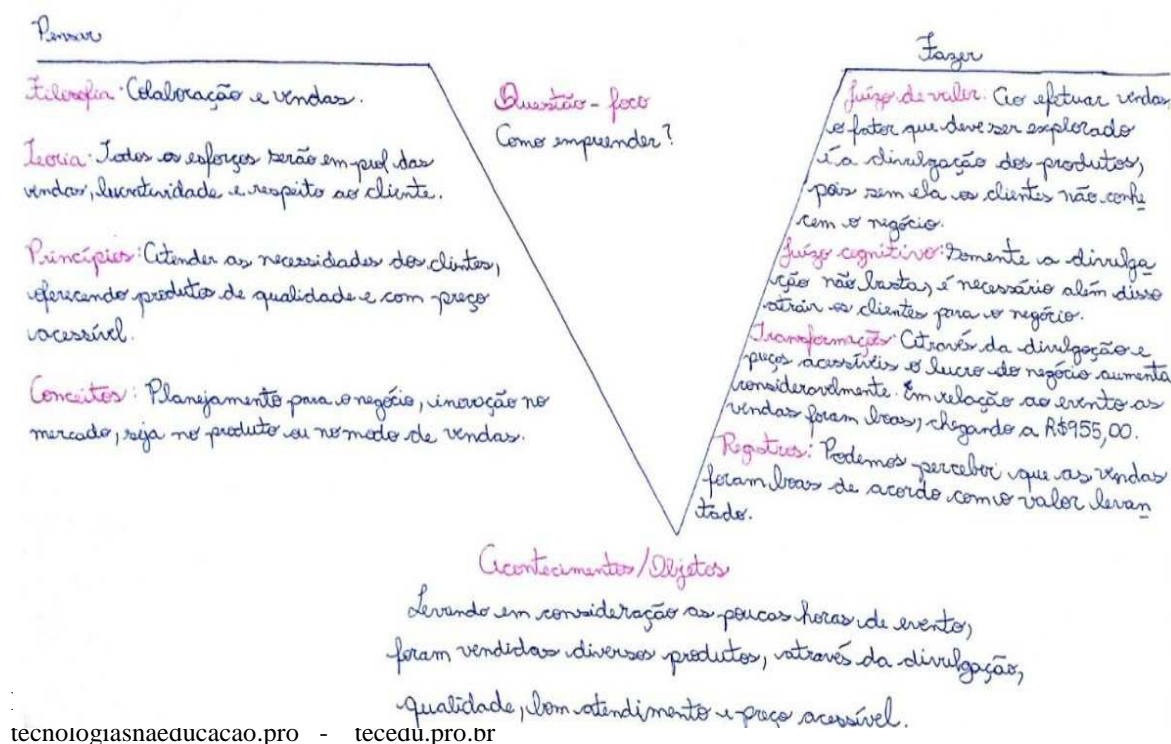 Pensar
Filosofia: Colaboração e vendas.
Teoria: Todos os esforços serão em prol das
vendas, lucratividade e respeito ao cliente.
Princípios: Atender as necessidades dos clientes,
oferecendo produtos de qualidade e com preço
acessível.
Conceitos: Planejamento para o negócio, inovação no
mercado, seja no produto ou no modo de vendas.
Questão - foco
Como empreender?
Fazer
Juízo de valor: Ao efetuar vendas,
o fator que deve ser explorado
é a divulgação dos produtos,
pois sem ela os clientes não conhe
cem o negócio.
Juízo cognitivo: Somente a divulga
ção não basta, é necessário além disso
atrair os clientes para o negócio.
Transformações: Através da divulgação e
preços acessíveis o lucro do negócio aumenta
consideravelmente. Em relação ao evento as
vendas foram boas, chegando a R$955,00.
Registros: Podemos perceber que as vendas
foram boas de acordo com o valor levan
tado.
Acontecimentos/Objetos
Levando em consideração as poucas horas de evento,
foram vendidos diversos produtos, através da divulgação,
qualidade, bom atendimento e preço acessível.
tecnologiasnaeducacao.pro - tecedu.pro.br